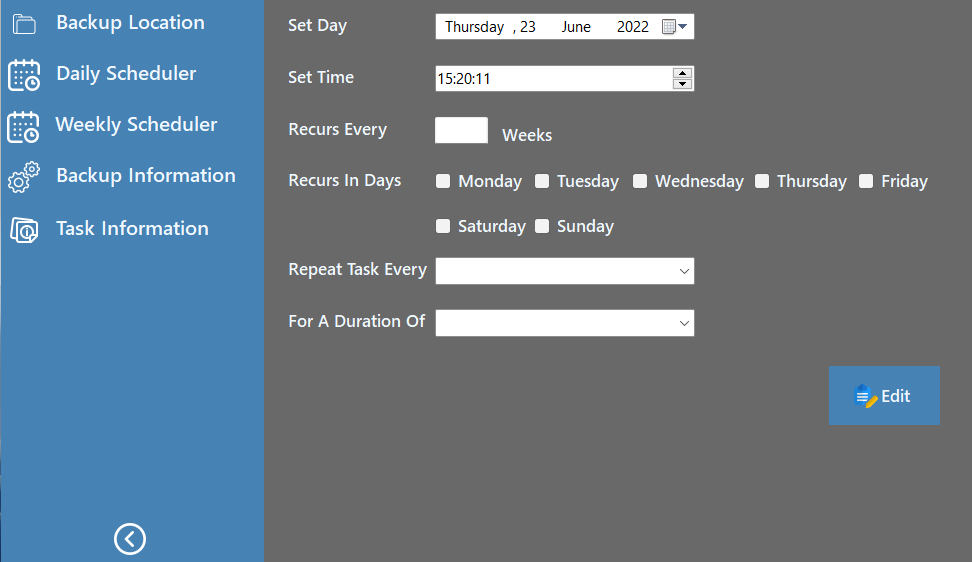 Backup Location
Daily Scheduler
Weekly Scheduler
Backup Information
Task Information
Set Day Thursday , 23 June 2022
Set Time 15:20:11
Recurs Every Weeks
Recurs In Days Monday Tuesday Wednesday Thursday Friday
Saturday Sunday
Repeat Task Every
For A Duration Of
Edit